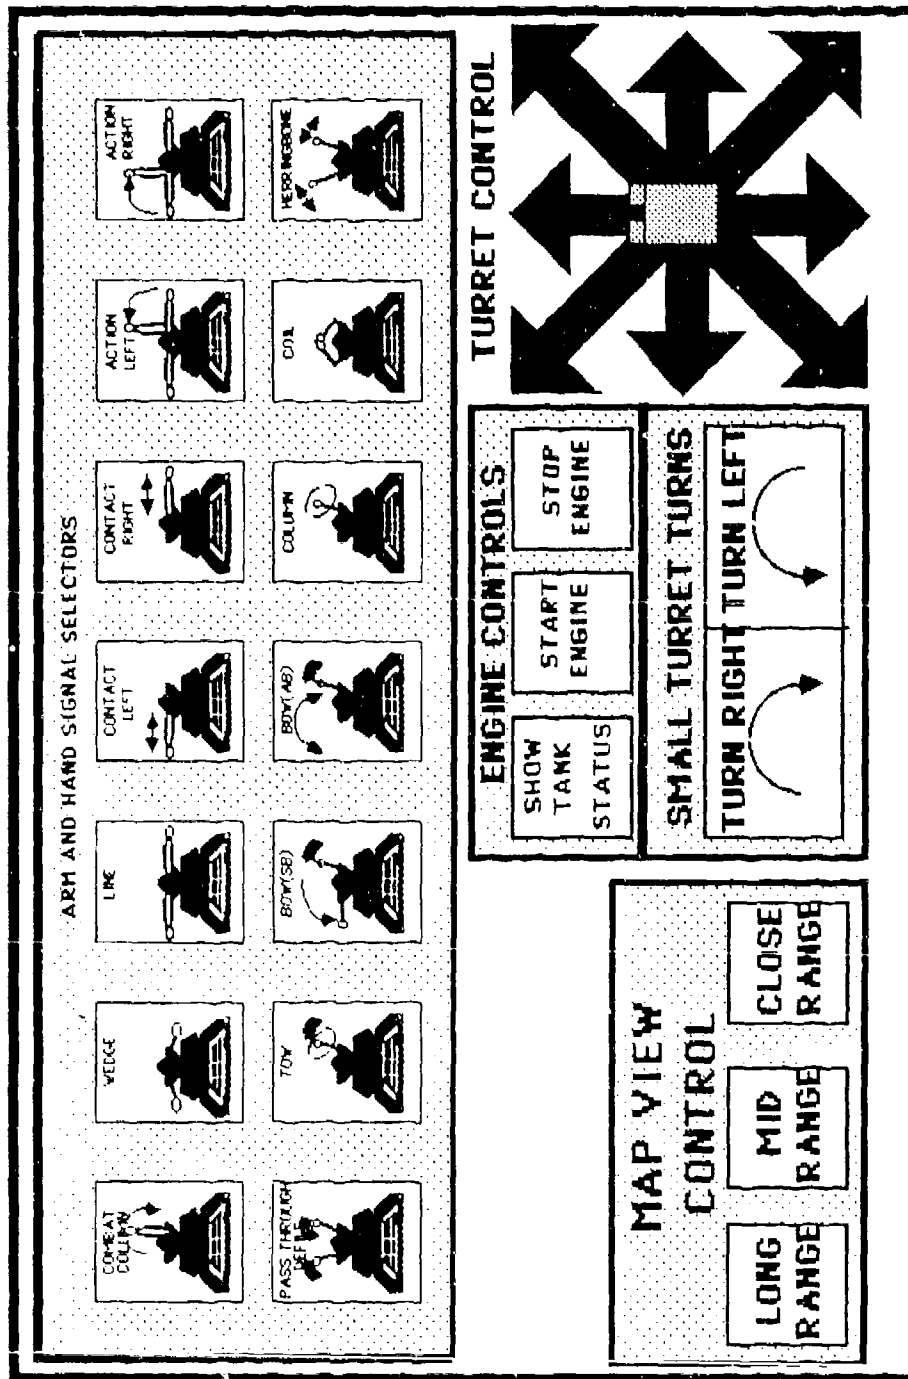 ARM AND HAND SIGNAL SELECTORS
COMBAT
COLUMN
WEDGE
LINE
CONTACT
LEFT
CONTACT
RIGHT
ACTION
LEFT
ACTION
RIGHT
PASS THROUGH
TOW
BOW(SB)
BOW(AB)
COLUMN
COIL
HERRINGBONE
MAP VIEW
CONTROL
LONG
RANGE
MID
RANGE
CLOSE
RANGE
ENGINE CONTROLS
SHOW
TANK
STATUS
START
ENGINE
STOP
ENGINE
SMALL TURRET TURNS
TURN RIGHT
TURN LEFT
TURRET CONTROL